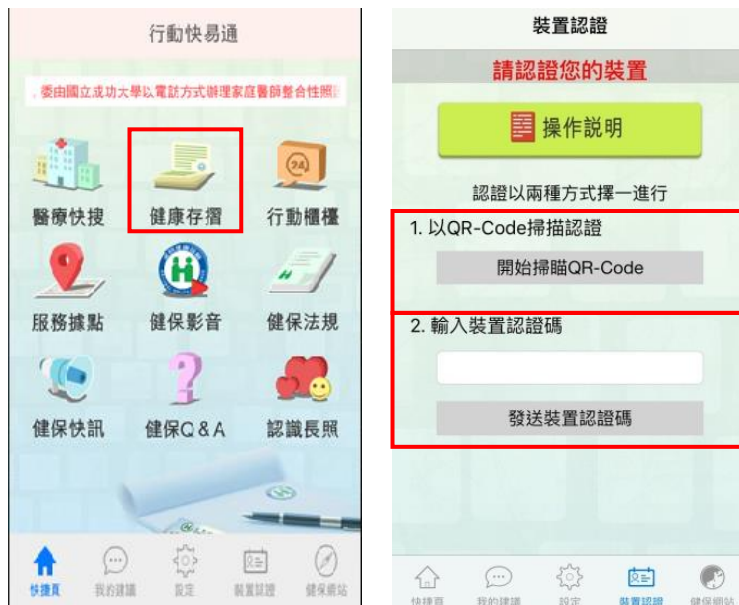 行動快易通
委由國立成功大學以電話方式辦理家庭醫師整合性照
醫療快搜
健康存摺
24
行動櫃檯
服務據點
健保影音
健保法規
健保快訊
健保Q&A
認識長照
快捷頁
我的建議
設定
裝置認證
健保網站
裝置認證
請認證您的裝置
操作說明
認證以兩種方式擇一進行
1. 以QR-Code掃描認證
開始掃瞄QR-Code
2. 輸入裝置認證碼
發送裝置認證碼
快捷頁
我的建議
設定
裝置認證
健保網站